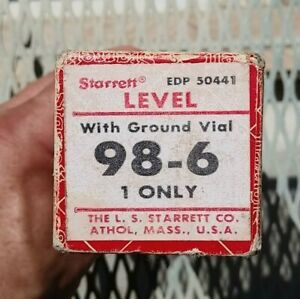 Starrett® EDP 50441
LEVEL
With Ground Vial
98-6
1 ONLY
THE L. S. STARRETT CO.
ATHOL, MASS., U.S.A.